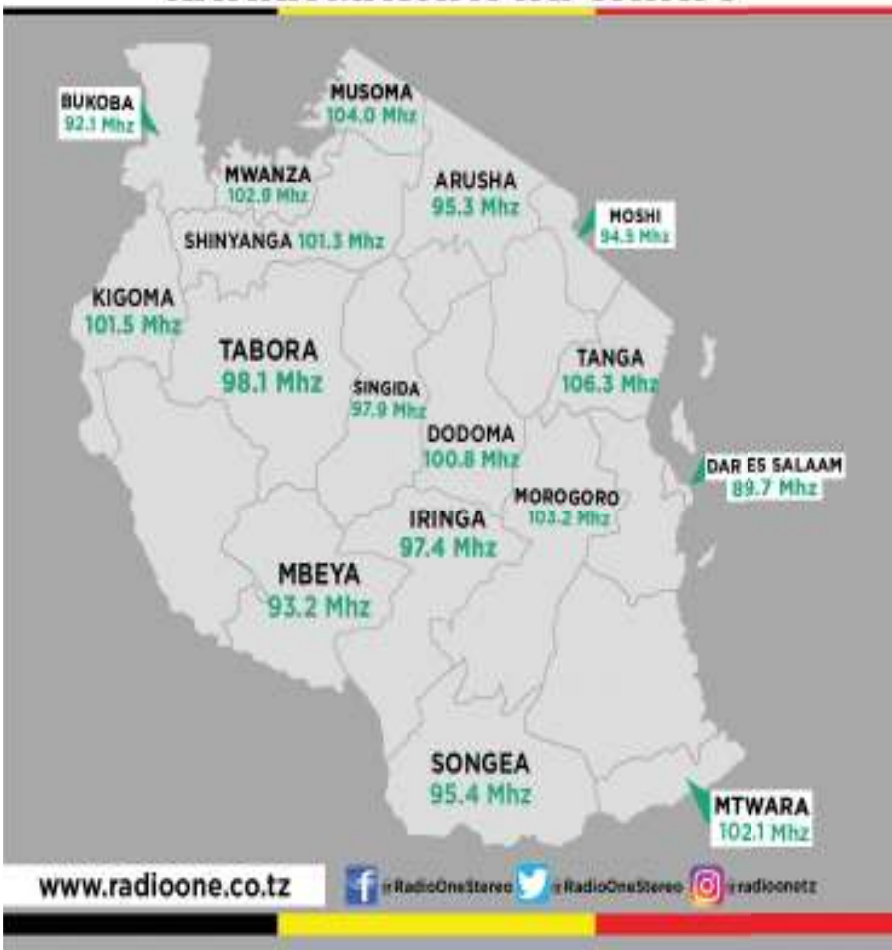 BUKOBA
92.1 Mhz
MUSOMA
104.0 Mhz
MWANZA
102.9 Mhz
ARUSHA
95.3 Mhz
MOSHI
94.5 Mhz
SHINYANGA 101.3 Mhz
KIGOMA
101.5 Mhz
TABORA
98.1 Mhz
SINGIDA
97.9 Mhz
TANGA
106.3 Mhz
DODOMA
100.8 Mhz
DAR ES SALAAM
89.7 Mhz
MOROGORO
103.2 Mhz
IRINGA
97.4 Mhz
MBEYA
93.2 Mhz
SONGEA
95.4 Mhz
MTWARA
102.1 Mhz
www.radioone.co.tz @RadioOneStereo @RadioOneStereo @radioonetz